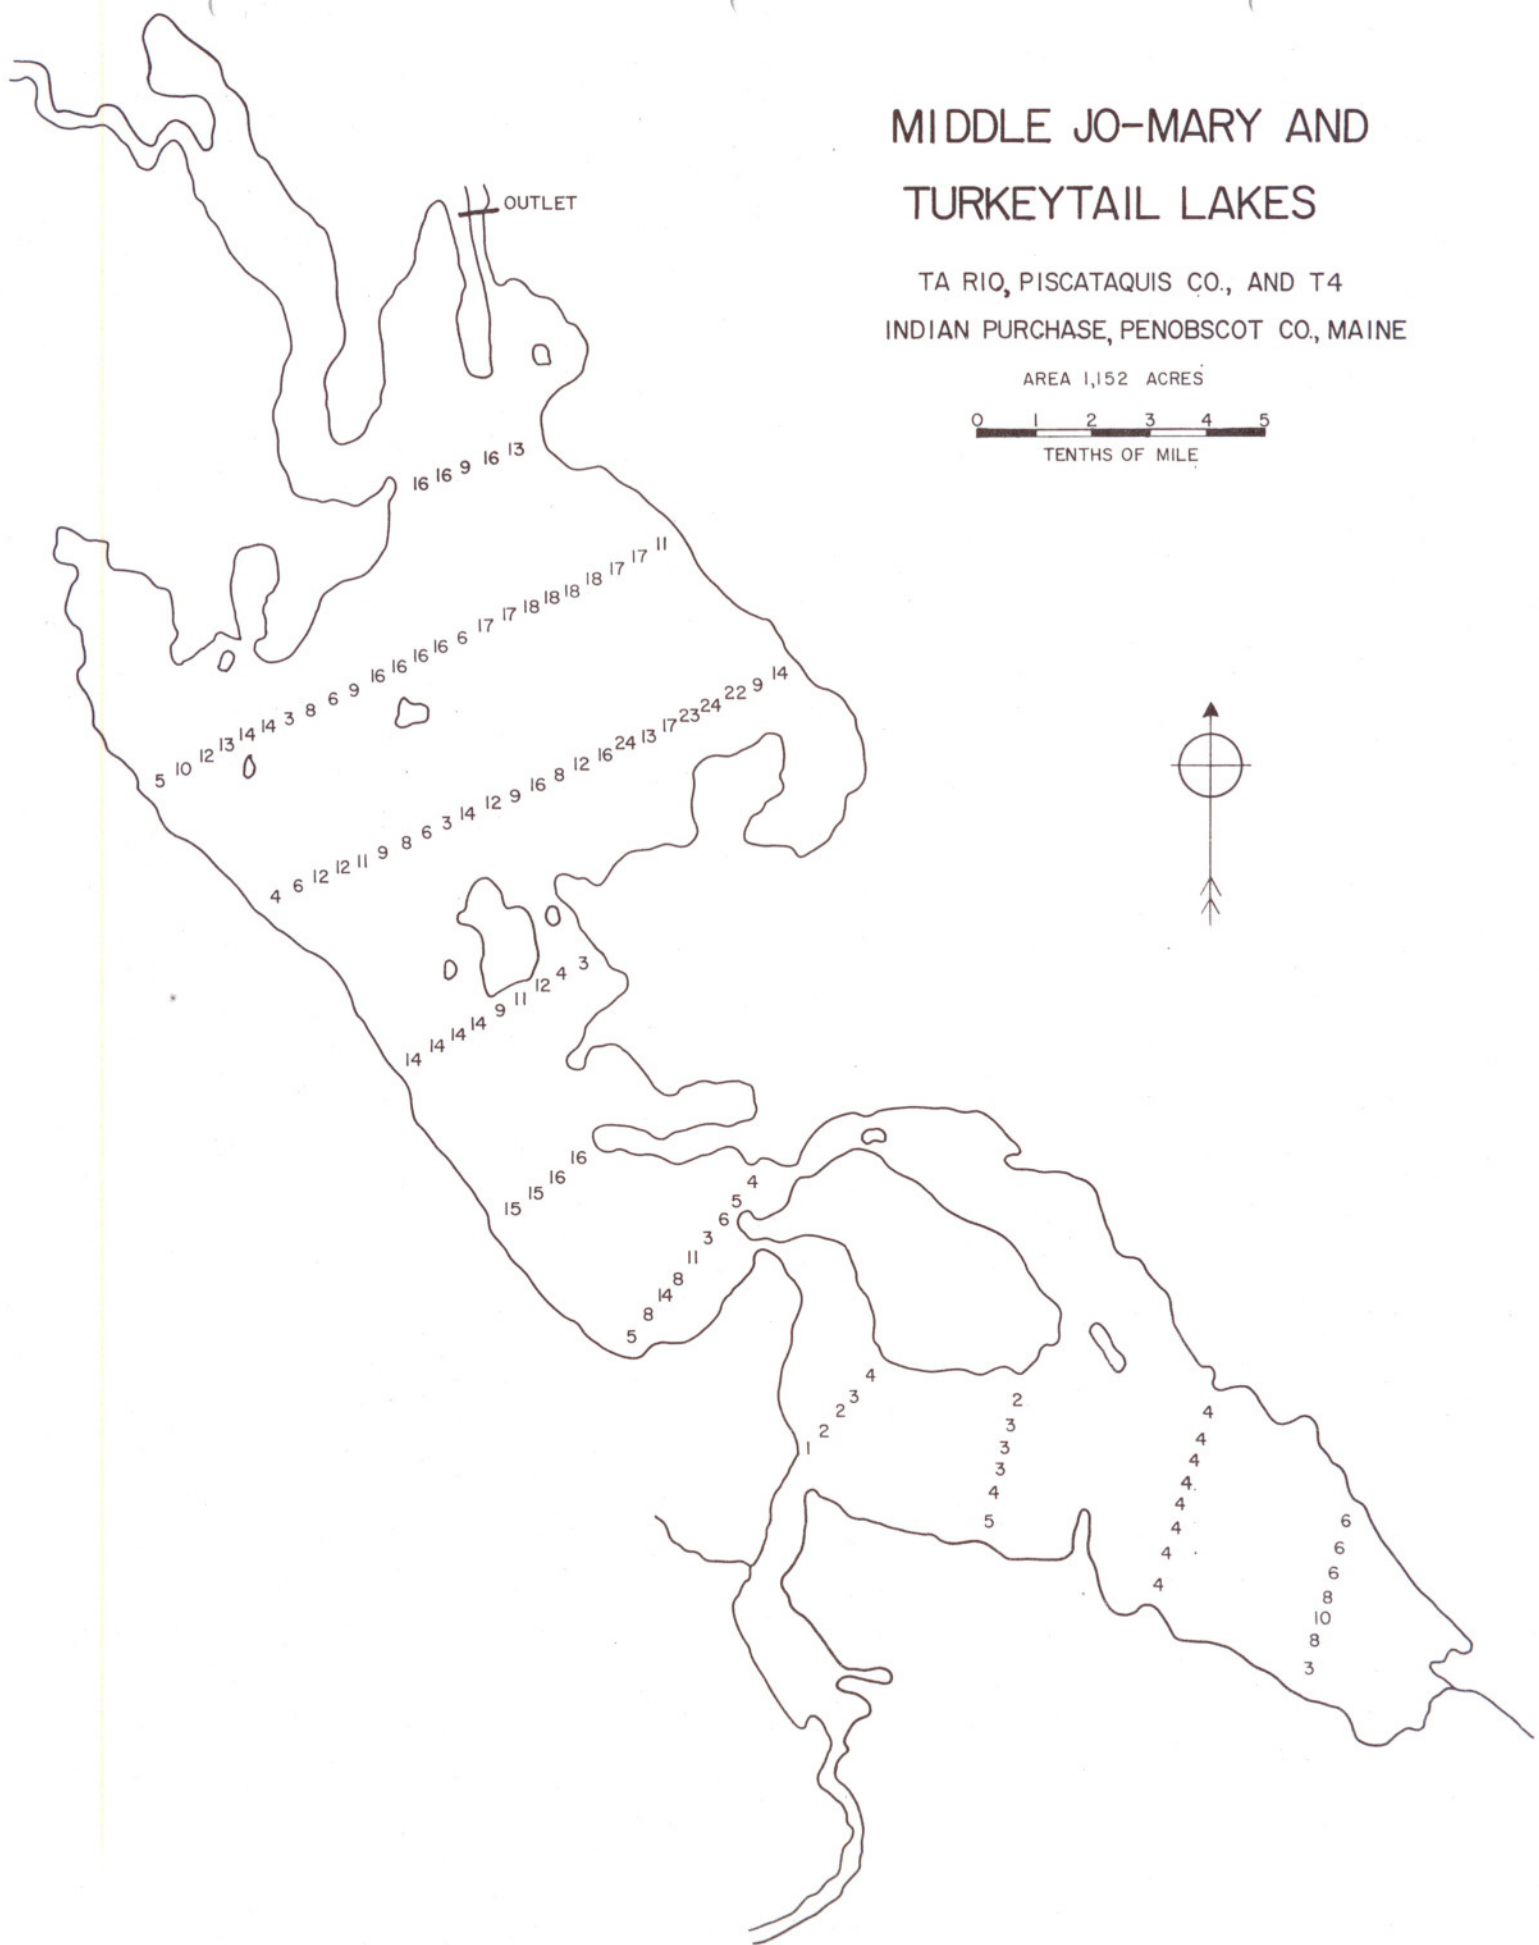 MIDDLE JO-MARY AND
TURKEYTAIL LAKES
TA RIO, PISCATAQUIS CO., AND T4
INDIAN PURCHASE, PENOBSCOT CO., MAINE
AREA 1,152 ACRES
0 1 2 3 4 5
TENTHS OF MILE
OUTLET
16 16 9 16 13
5 10 12 13 14 14 3 8 6 9 16 16 16 16 6 17 17 18 18 18 18 17 17 11
4 6 12 12 11 9 8 6 3 14 12 9 16 8 12 16 24 13 17 23 24 22 9 14
14 14 14 14 9 11 12 4 3
15 15 16 16
5 8 14 8 11 3 6 5 4
1 2 2 3 4
2
3
3
3
4
5
4
4
4
4
4
4
4
4
6
6
6
8
10
8
3